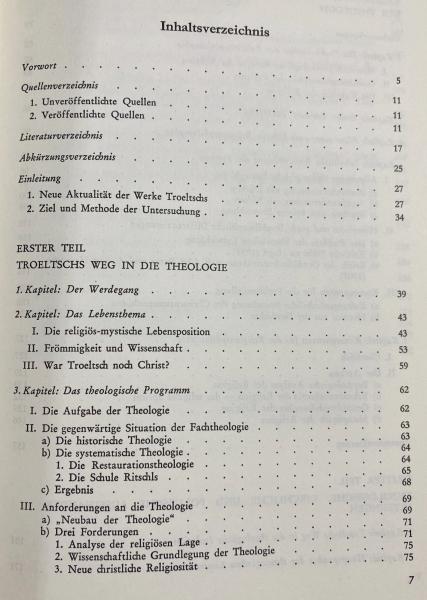 Inhaltsverzeichnis
Vorwort . . . . . 5
Quellenverzeichnis . . . . . 11
1. Unveröffentlichte Quellen . . . . . 11
2. Veröffentlichte Quellen . . . . . 11
Literaturverzeichnis . . . . . 17
Abkürzungsverzeichnis . . . . . 25
Einleitung . . . . . 27
1. Neue Aktualität der Werke Troeltschs . . . . . 27
2. Ziel und Methode der Untersuchung . . . . . 34
ERSTER TEIL
TROELTSCHS WEG IN DIE THEOLOGIE
1. Kapitel: Der Werdegang . . . . . 39
2. Kapitel: Das Lebensthema . . . . . 43
I. Die religiös-mystische Lebensposition . . . . . 43
II. Frömmigkeit und Wissenschaft . . . . . 53
III. War Troeltsch noch Christ? . . . . . 59
3. Kapitel: Das theologische Programm . . . . . 62
I. Die Aufgabe der Theologie . . . . . 62
II. Die gegenwärtige Situation der Fachtheologie . . . . . 63
a) Die historische Theologie . . . . . 63
b) Die systematische Theologie . . . . . 64
1. Die Restaurationstheologie . . . . . 64
2. Die Schule Ritschls . . . . . 65
c) Ergebnis . . . . . 68
III. Anforderungen an die Theologie . . . . . 69
a) „Neubau der Theologie“ . . . . . 69
b) Drei Forderungen . . . . . 71
1. Analyse der religiösen Lage . . . . . 71
2. Wissenschaftliche Grundlegung der Theologie . . . . . 75
3. Neue christliche Religiosität . . . . . 75
7